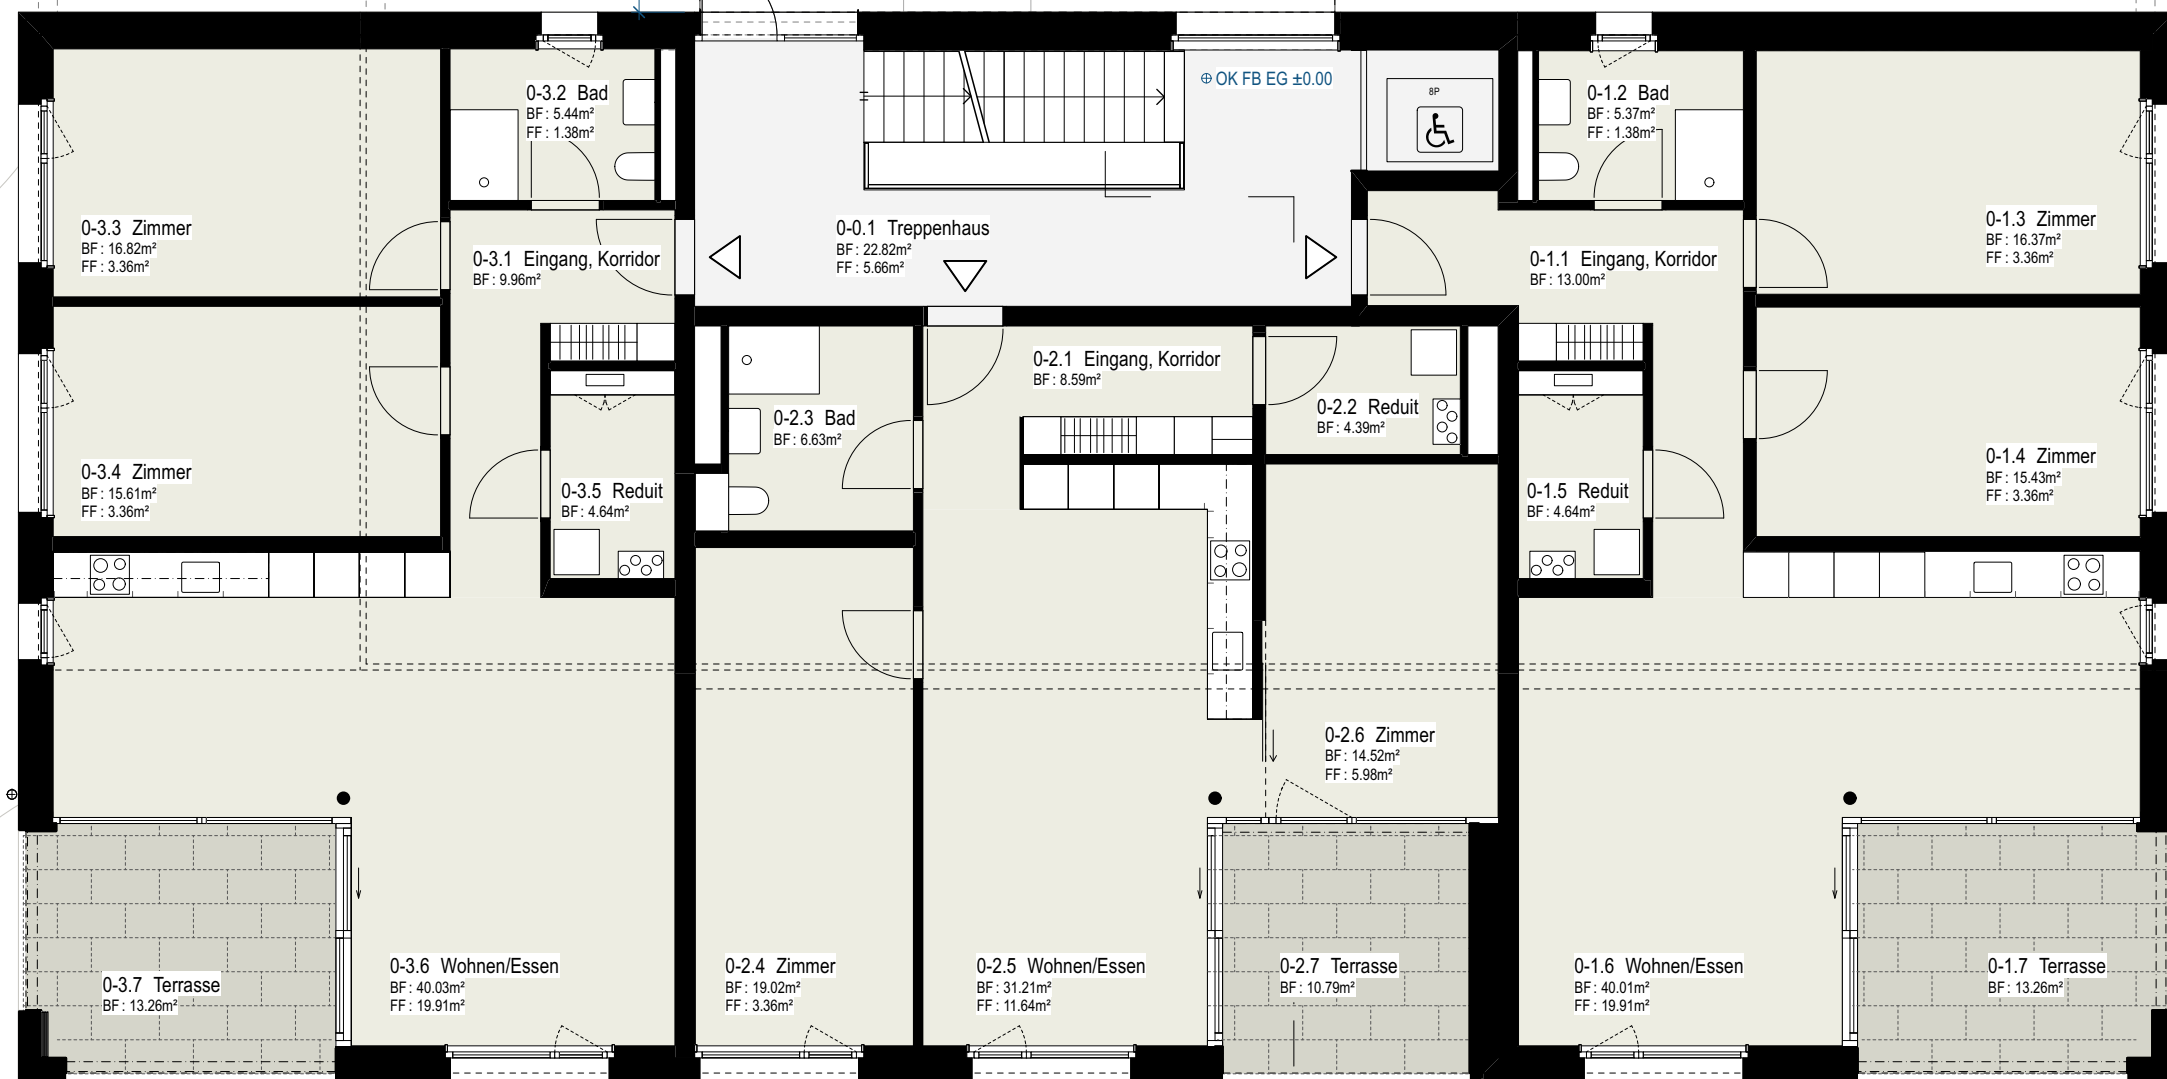 ⊕ OK FB EG ±0.00
8P
0-3.2 Bad
BF : 5.44m²
FF : 1.38m²
0-1.2 Bad
BF : 5.37m²
FF : 1.38m²
0-3.3 Zimmer
BF : 16.82m²
FF : 3.36m²
0-3.1 Eingang, Korridor
BF : 9.96m²
0-0.1 Treppenhaus
BF : 22.82m²
FF : 5.66m²
0-1.1 Eingang, Korridor
BF : 13.00m²
0-1.3 Zimmer
BF : 16.37m²
FF : 3.36m²
0-2.1 Eingang, Korridor
BF : 8.59m²
0-2.3 Bad
BF : 6.63m²
0-2.2 Reduit
BF : 4.39m²
0-3.4 Zimmer
BF : 15.61m²
FF : 3.36m²
0-3.5 Reduit
BF : 4.64m²
0-1.5 Reduit
BF : 4.64m²
0-1.4 Zimmer
BF : 15.43m²
FF : 3.36m²
0-2.6 Zimmer
BF : 14.52m²
FF : 5.98m²
0-3.7 Terrasse
BF : 13.26m²
0-3.6 Wohnen/Essen
BF : 40.03m²
FF : 19.91m²
0-2.4 Zimmer
BF : 19.02m²
FF : 3.36m²
0-2.5 Wohnen/Essen
BF : 31.21m²
FF : 11.64m²
0-2.7 Terrasse
BF : 10.79m²
0-1.6 Wohnen/Essen
BF : 40.01m²
FF : 19.91m²
0-1.7 Terrasse
BF : 13.26m²